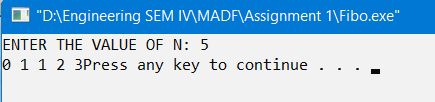 "D:\Engineering SEM IV\MADF\Assignment 1\Fibo.exe"
ENTER THE VALUE OF N: 5
0 1 1 2 3Press any key to continue . . .